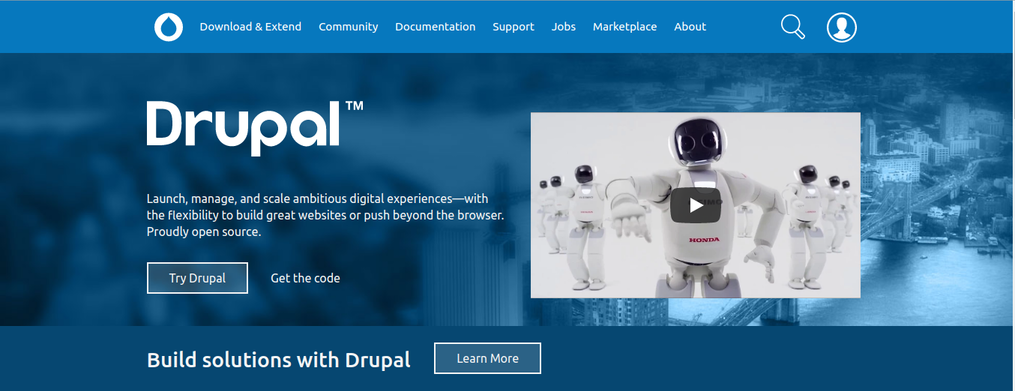 Download & Extend Community Documentation Support Jobs Marketplace About
Drupal™
Launch, manage, and scale ambitious digital experiences—with
the flexibility to build great websites or push beyond the browser.
Proudly open source.
HONDA
Try Drupal Get the code
Build solutions with Drupal Learn More